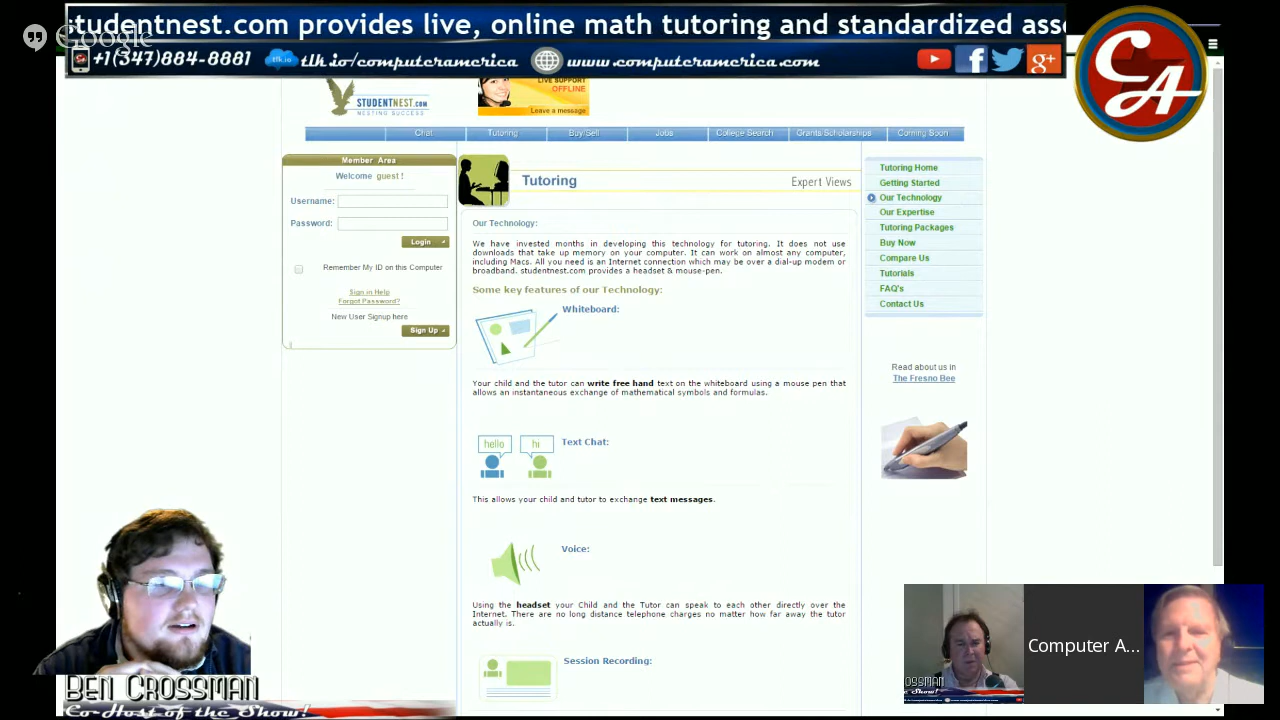 studentnest.com provides live, online math tutoring and standardized ass
Google
+1(347)884-8881 tlk.io/computeramerica www.computeramerica.com
CA
STUDENTNEST.COM
NESTING SUCCESS
LIVE SUPPORT
OFFLINE
Leave a message
Chat Tutoring Buy/Sell Jobs College Search Grants/Scholarships Coming Soon
Member Area
Welcome guest !
Username:
Password:
Login
Remember My ID on this Computer
Sign in Help
Forgot Password?
New User Signup here
Sign Up
Tutoring
Expert Views
Our Technology:
We have invested months in developing this technology for tutoring. It does not use
downloads that take up memory on your computer. It can work on almost any computer,
including Macs. All you need is an Internet connection which may be over a dial-up modem or
broadband. studentnest.com provides a headset & mouse-pen.
Some key features of our Technology:
Whiteboard:
Your child and the tutor can write free hand text on the whiteboard using a mouse pen that
allows an instantaneous exchange of mathematical symbols and formulas.
hello hi
Text Chat:
This allows your child and tutor to exchange text messages.
Voice:
Using the headset your Child and the Tutor can speak to each other directly over the
Internet. There are no long distance telephone charges no matter how far away the tutor
actually is.
Session Recording:
Tutoring Home
Getting Started
Our Technology
Our Expertise
Tutoring Packages
Buy Now
Compare Us
Tutorials
FAQ's
Contact Us
Read about us in
The Fresno Bee
BEN CROSSMAN
Co-Host of the Show!
OSSMAN
e Show!
Computer A...